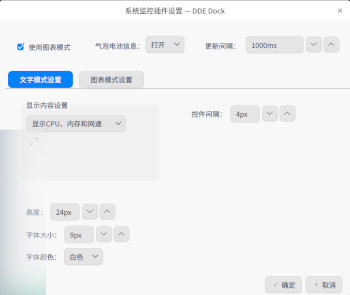 系统监控插件设置 — DDE Dock
使用图表模式
气泡电池信息： 打开
更新间隔： 1000ms
文字模式设置 图表模式设置
显示内容设置
显示CPU、内存和网速
控件间隔： 4px
高度： 24px
字体大小： 9px
字体颜色： 白色
确定 取消